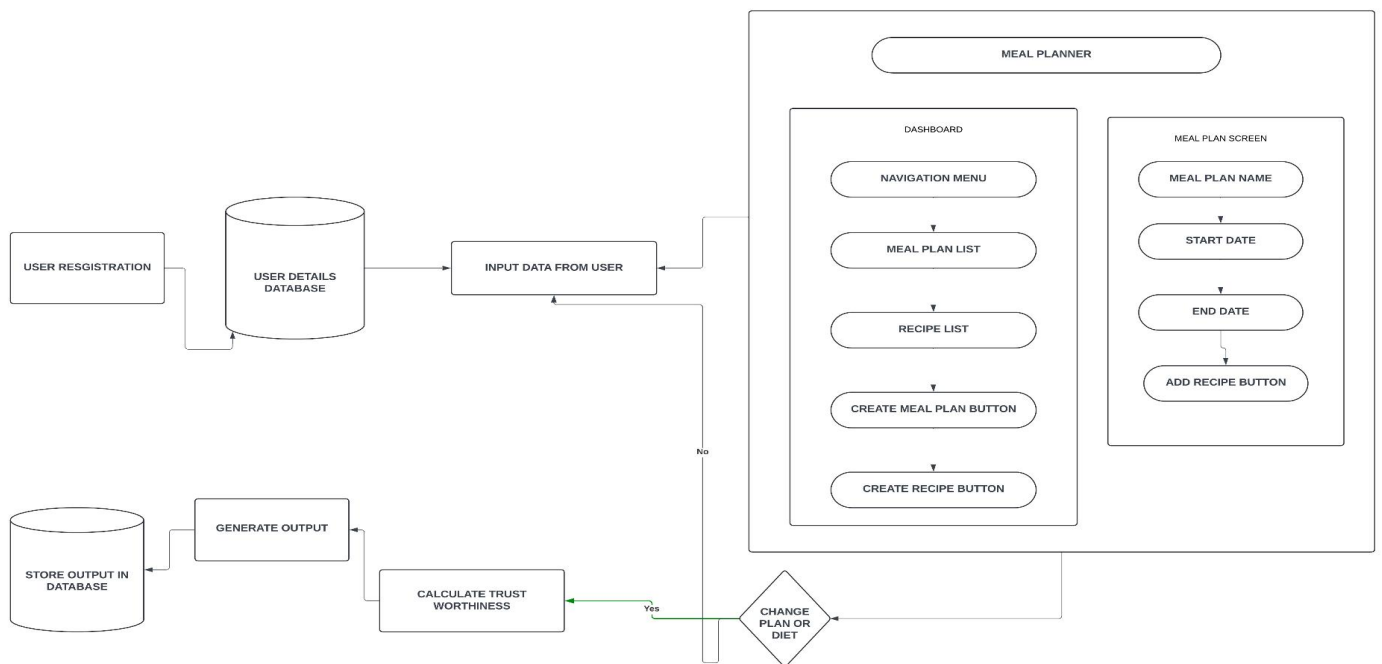 MEAL PLANNER
DASHBOARD
NAVIGATION MENU
MEAL PLAN LIST
RECIPE LIST
CREATE MEAL PLAN BUTTON
CREATE RECIPE BUTTON
MEAL PLAN SCREEN
MEAL PLAN NAME
START DATE
END DATE
ADD RECIPE BUTTON
USER RESGISTRATION
USER DETAILS
DATABASE
INPUT DATA FROM USER
No
GENERATE OUTPUT
STORE OUTPUT IN
DATABASE
CALCULATE TRUST
WORTHINESS
Yes
CHANGE
PLAN OR
DIET